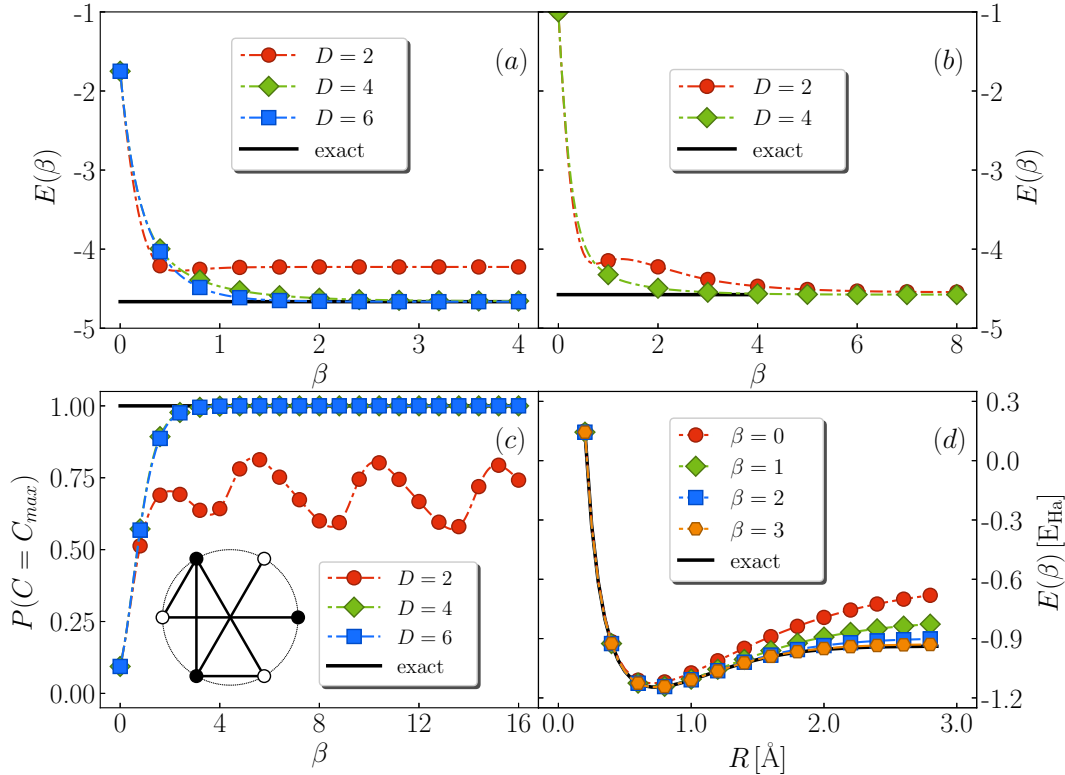 -1
-2
-3
-4
-5
E(β)
0
1
2
3
4
β
(a)
D = 2
D = 4
D = 6
exact
-1
-2
-3
-4
-5
E(β)
0
2
4
6
8
β
(b)
D = 2
D = 4
exact
1.00
0.75
0.50
0.25
0.00
P(C = C_max)
0
4
8
12
16
β
(c)
D = 2
D = 4
D = 6
exact
0.3
0.0
-0.3
-0.6
-0.9
-1.2
E(β) [E_Ha]
0.0
1.0
2.0
3.0
R [Å]
(d)
β = 0
β = 1
β = 2
β = 3
exact